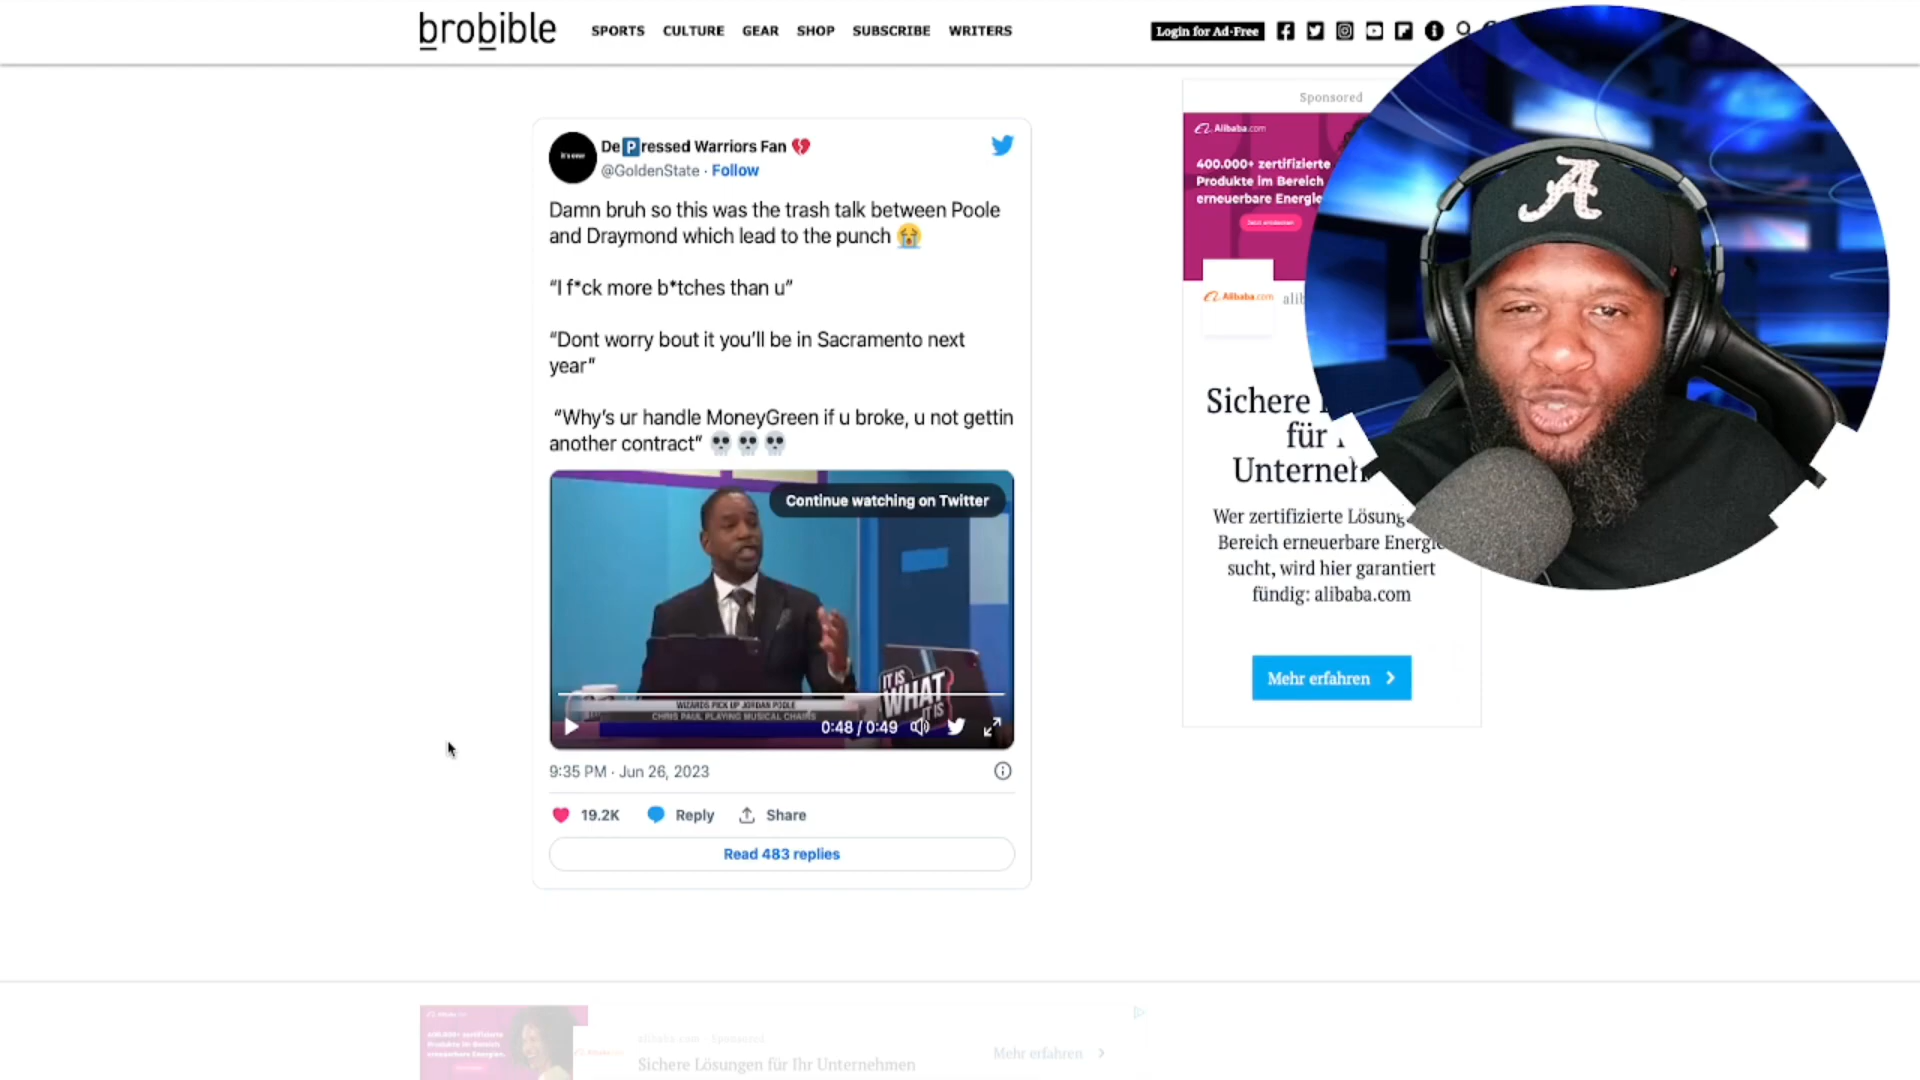 brobible
SPORTS CULTURE GEAR SHOP SUBSCRIBE WRITERS
Login for Ad-Free
De🅿ressed Warriors Fan 💔
@GoldenState · Follow
Damn bruh so this was the trash talk between Poole
and Draymond which lead to the punch 😭
“I f*ck more b*tches than u”
“Dont worry bout it you’ll be in Sacramento next
year”
“Why’s ur handle MoneyGreen if u broke, u not gettin
another contract” 💀💀💀
Continue watching on Twitter
IT IS
WHAT
IT IS
WIZARDS PICK UP JORDAN POOLE
CHRIS PAUL PLAYING MUSICAL CHAIRS
0:48 / 0:49
9:35 PM · Jun 26, 2023
19.2K Reply Share
Read 483 replies
Sponsored
Alibaba.com
400.000+ zertifizierte
Produkte im Bereich
erneuerbare Energie
Alibaba.com
Sichere
für
Wer zertifizierte
Bereich erneuerbare
sucht, wird hier garantiert
fündig: alibaba.com
Mehr erfahren
A
Sichere Lösungen für Ihr Unternehmen
Mehr erfahren